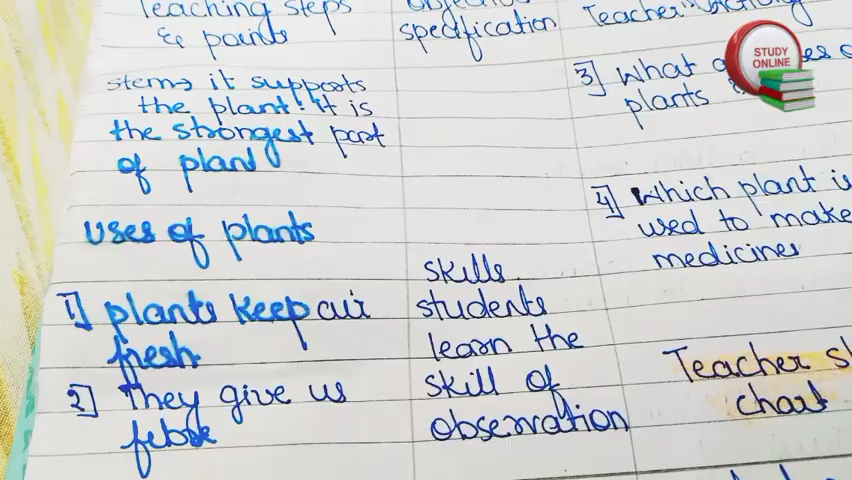 Teaching steps
& points
stem→ it supports
the plant. it is
the strongest part
of plant
Uses of plants
1] plants keep air
fresh
2] They give us
specification
skills
students
learn the
skill of
observation
Teacher
3] What
plants
4] Which plant is
used to make
medicines
Teacher
chart
STUDY
ONLINE